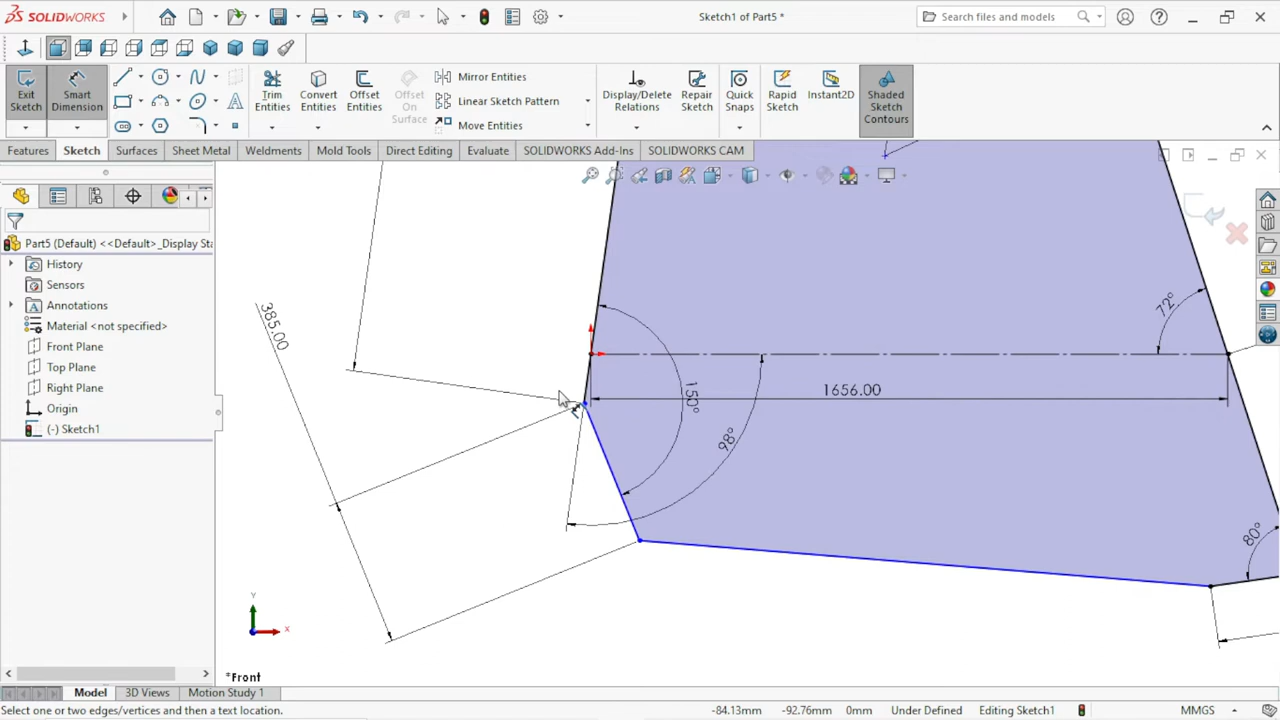 SOLIDWORKS
Sketch1 of Part5 *
Search files and models
Exit Sketch
Smart Dimension
Trim Entities
Convert Entities
Offset Entities
Offset On Surface
Mirror Entities
Linear Sketch Pattern
Move Entities
Display/Delete Relations
Repair Sketch
Quick Snaps
Rapid Sketch
Instant2D
Shaded Sketch Contours
Features
Sketch
Surfaces
Sheet Metal
Weldments
Mold Tools
Direct Editing
Evaluate
SOLIDWORKS Add-Ins
SOLIDWORKS CAM
Part5 (Default) <<Default>_Display Sta
History
Sensors
Annotations
Material <not specified>
Front Plane
Top Plane
Right Plane
Origin
(-) Sketch1
385.00
150°
98°
1656.00
72°
80°
Y
X
*Front
Model
3D Views
Motion Study 1
Select one or two edges/vertices and then a text location.
-84.13mm
-92.76mm
0mm
Under Defined
Editing Sketch1
MMGS